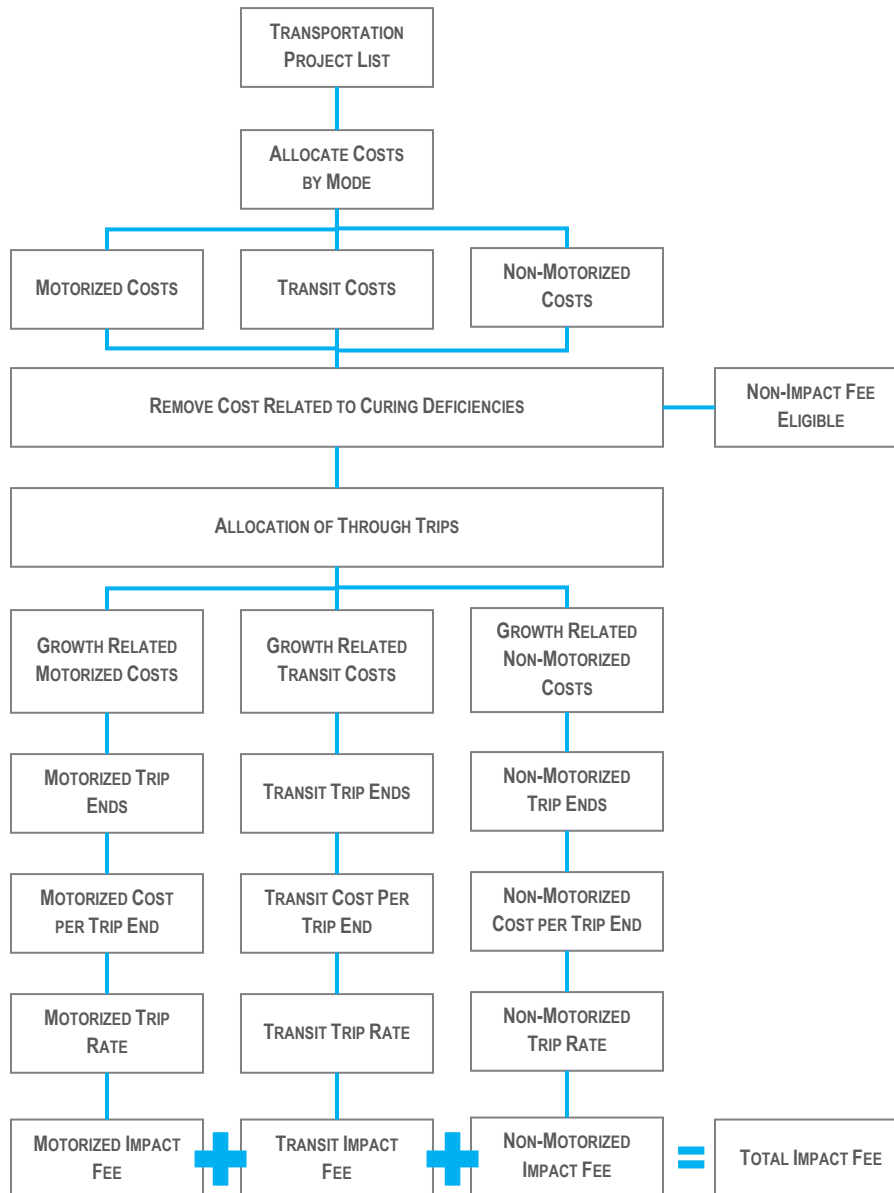 TRANSPORTATION
PROJECT LIST
ALLOCATE COSTS
BY MODE
MOTORIZED COSTS
TRANSIT COSTS
NON-MOTORIZED
COSTS
REMOVE COST RELATED TO CURING DEFICIENCIES
NON-IMPACT FEE
ELIGIBLE
ALLOCATION OF THROUGH TRIPS
GROWTH RELATED
MOTORIZED COSTS
GROWTH RELATED
TRANSIT COSTS
GROWTH RELATED
NON-MOTORIZED
COSTS
MOTORIZED TRIP
ENDS
TRANSIT TRIP ENDS
NON-MOTORIZED
TRIP ENDS
MOTORIZED COST
PER TRIP END
TRANSIT COST PER
TRIP END
NON-MOTORIZED
COST PER TRIP END
MOTORIZED TRIP
RATE
TRANSIT TRIP RATE
NON-MOTORIZED
TRIP RATE
MOTORIZED IMPACT
FEE
+
TRANSIT IMPACT
FEE
+
NON-MOTORIZED
IMPACT FEE
=
TOTAL IMPACT FEE